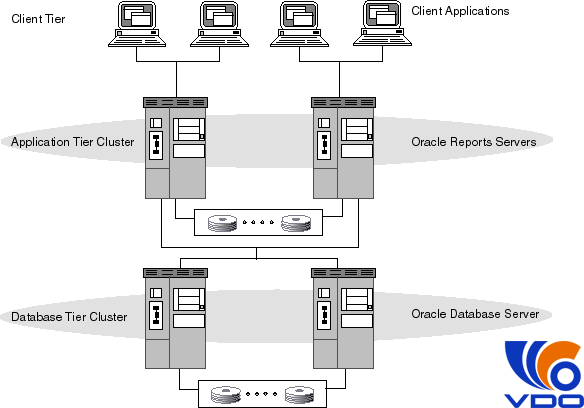 Client Tier
Client Applications
Application Tier Cluster
Oracle Reports Servers
Database Tier Cluster
Oracle Database Server
VDO